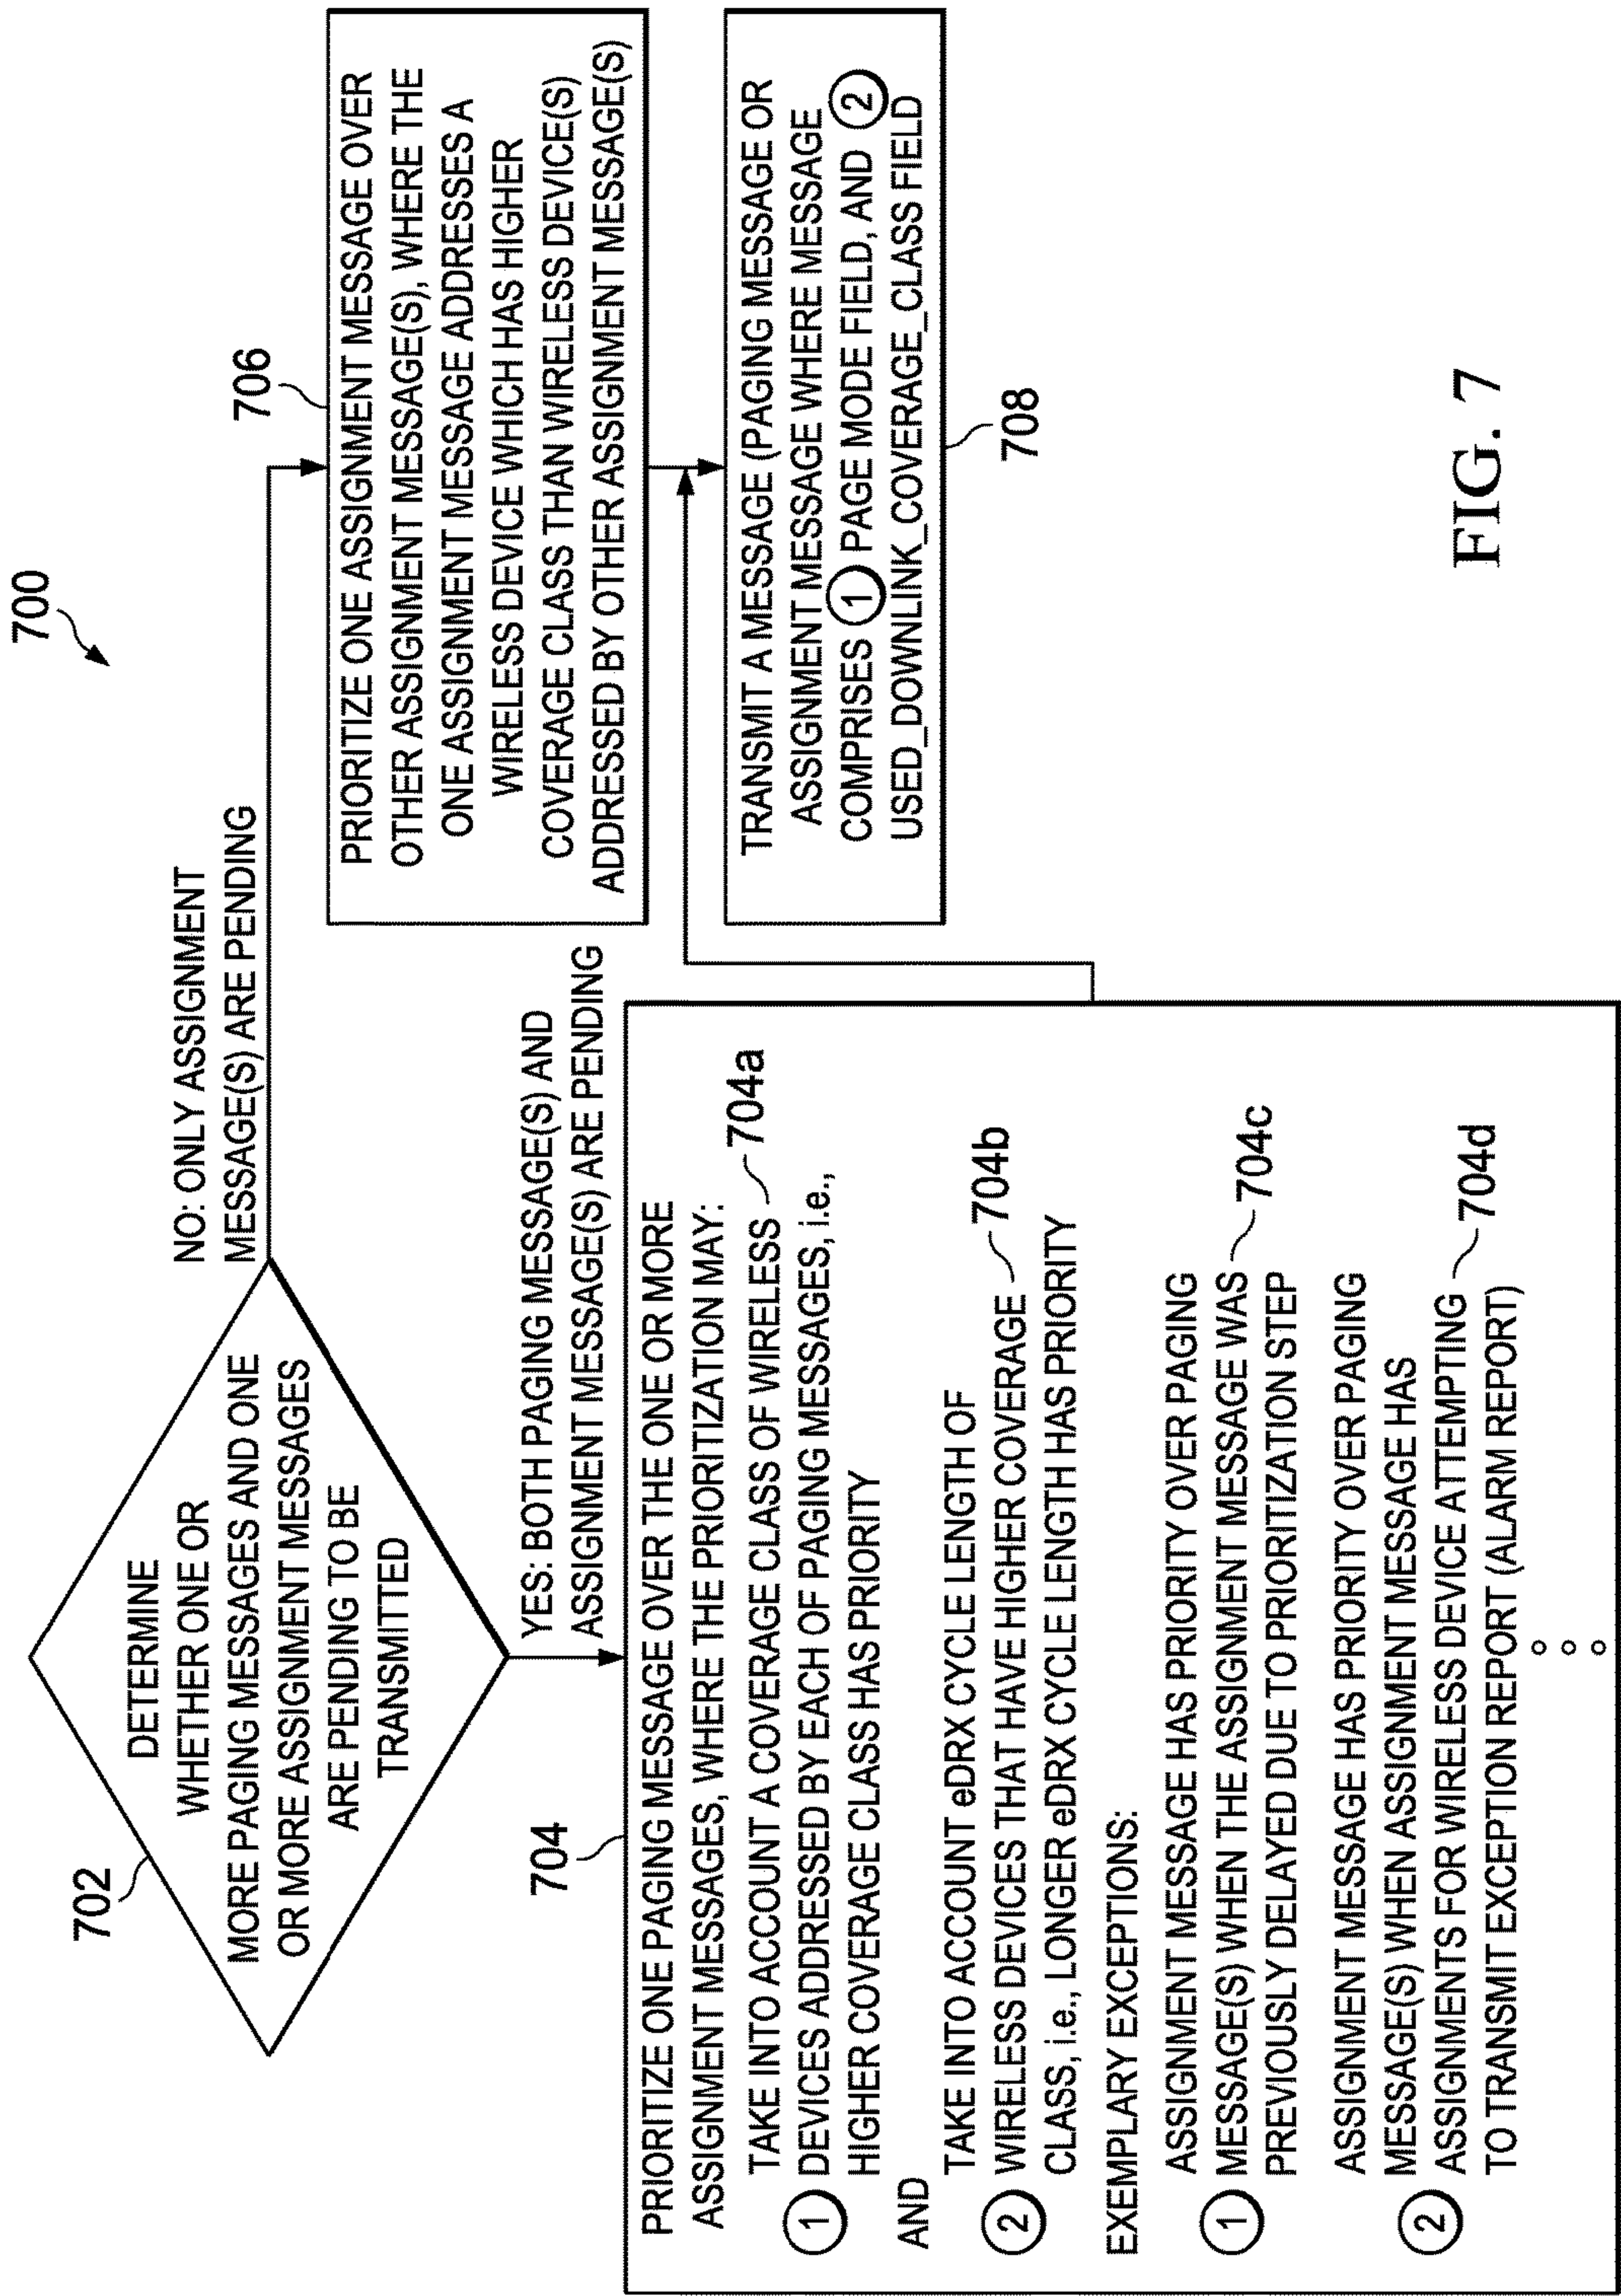 700
702
DETERMINE
WHETHER ONE OR
MORE PAGING MESSAGES AND ONE
OR MORE ASSIGNMENT MESSAGES
ARE PENDING TO BE
TRANSMITTED
NO: ONLY ASSIGNMENT
MESSAGE(S) ARE PENDING
YES: BOTH PAGING MESSAGE(S) AND
ASSIGNMENT MESSAGE(S) ARE PENDING
704
PRIORITIZE ONE PAGING MESSAGE OVER THE ONE OR MORE
ASSIGNMENT MESSAGES, WHERE THE PRIORITIZATION MAY:
TAKE INTO ACCOUNT A COVERAGE CLASS OF WIRELESS 704a
1 DEVICES ADDRESSED BY EACH OF PAGING MESSAGES, i.e.,
HIGHER COVERAGE CLASS HAS PRIORITY
AND
TAKE INTO ACCOUNT eDRX CYCLE LENGTH OF
2 WIRELESS DEVICES THAT HAVE HIGHER COVERAGE 704b
CLASS, i.e., LONGER eDRX CYCLE LENGTH HAS PRIORITY
EXEMPLARY EXCEPTIONS:
ASSIGNMENT MESSAGE HAS PRIORITY OVER PAGING
1 MESSAGE(S) WHEN THE ASSIGNMENT MESSAGE WAS 704c
PREVIOUSLY DELAYED DUE TO PRIORITIZATION STEP
ASSIGNMENT MESSAGE HAS PRIORITY OVER PAGING
MESSAGE(S) WHEN ASSIGNMENT MESSAGE HAS
2 ASSIGNMENTS FOR WIRELESS DEVICE ATTEMPTING 704d
TO TRANSMIT EXCEPTION REPORT (ALARM REPORT)
706
PRIORITIZE ONE ASSIGNMENT MESSAGE OVER
OTHER ASSIGNMENT MESSAGE(S), WHERE THE
ONE ASSIGNMENT MESSAGE ADDRESSES A
WIRELESS DEVICE WHICH HAS HIGHER
COVERAGE CLASS THAN WIRELESS DEVICE(S)
ADDRESSED BY OTHER ASSIGNMENT MESSAGE(S)
TRANSMIT A MESSAGE (PAGING MESSAGE OR
ASSIGNMENT MESSAGE WHERE MESSAGE
COMPRISES 1 PAGE MODE FIELD, AND 2
USED_DOWNLINK_COVERAGE_CLASS FIELD
708
FIG. 7